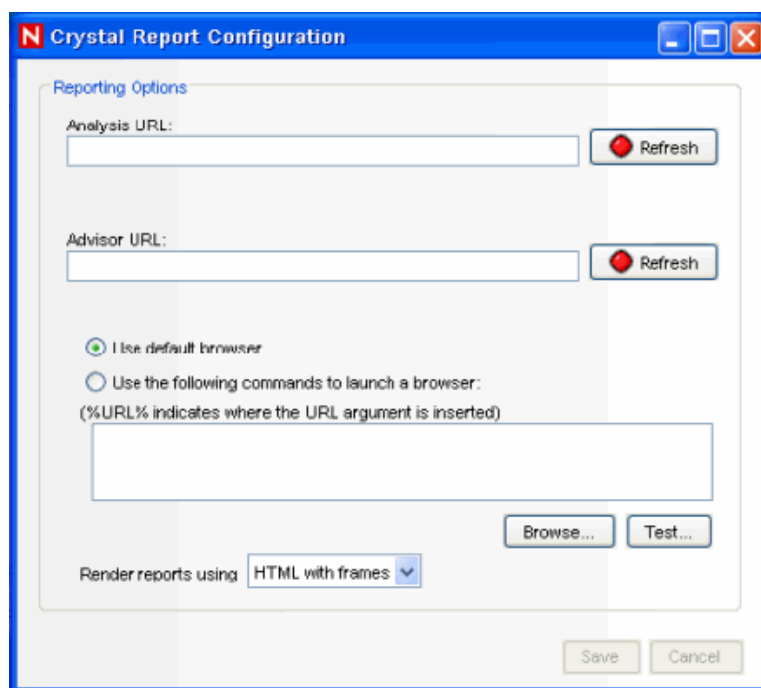 N Crystal Report Configuration
Reporting Options
Analysis URL:
Refresh
Advisor URL:
Refresh
Use default browser
Use the following commands to launch a browser:
(%URL% indicates where the URL argument is inserted)
Browse... Test...
Render reports using HTML with frames
Save Cancel